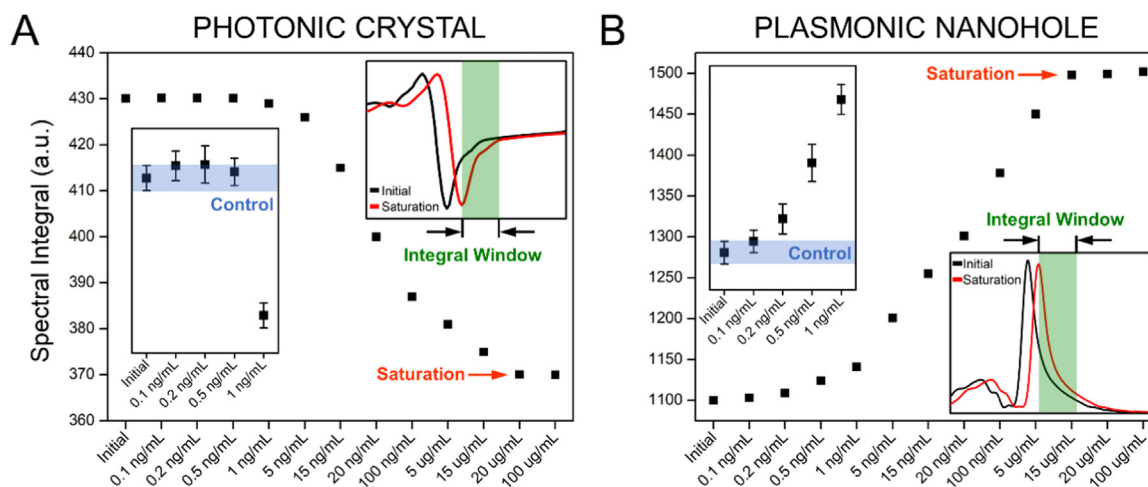 A
PHOTONIC CRYSTAL
Spectral Integral (a.u.)
440
430
420
410
400
390
380
370
360
Control
Initial
0.1 ng/mL
0.2 ng/mL
0.5 ng/mL
1 ng/mL
Initial
Saturation
Integral Window
Saturation
Initial
0.1 ng/mL
0.2 ng/mL
0.5 ng/mL
1 ng/mL
5 ng/mL
15 ng/mL
20 ng/mL
100 ng/mL
5 ug/mL
15 ug/mL
20 ug/mL
100 ug/mL
B
PLASMONIC NANOHOLE
1500
1450
1400
1350
1300
1250
1200
1150
1100
Saturation
Control
Initial
0.1 ng/mL
0.2 ng/mL
0.5 ng/mL
1 ng/mL
Integral Window
Initial
Saturation
Initial
0.1 ng/mL
0.2 ng/mL
0.5 ng/mL
1 ng/mL
5 ng/mL
15 ng/mL
20 ng/mL
100 ng/mL
5 ug/mL
15 ug/mL
20 ug/mL
100 ug/mL